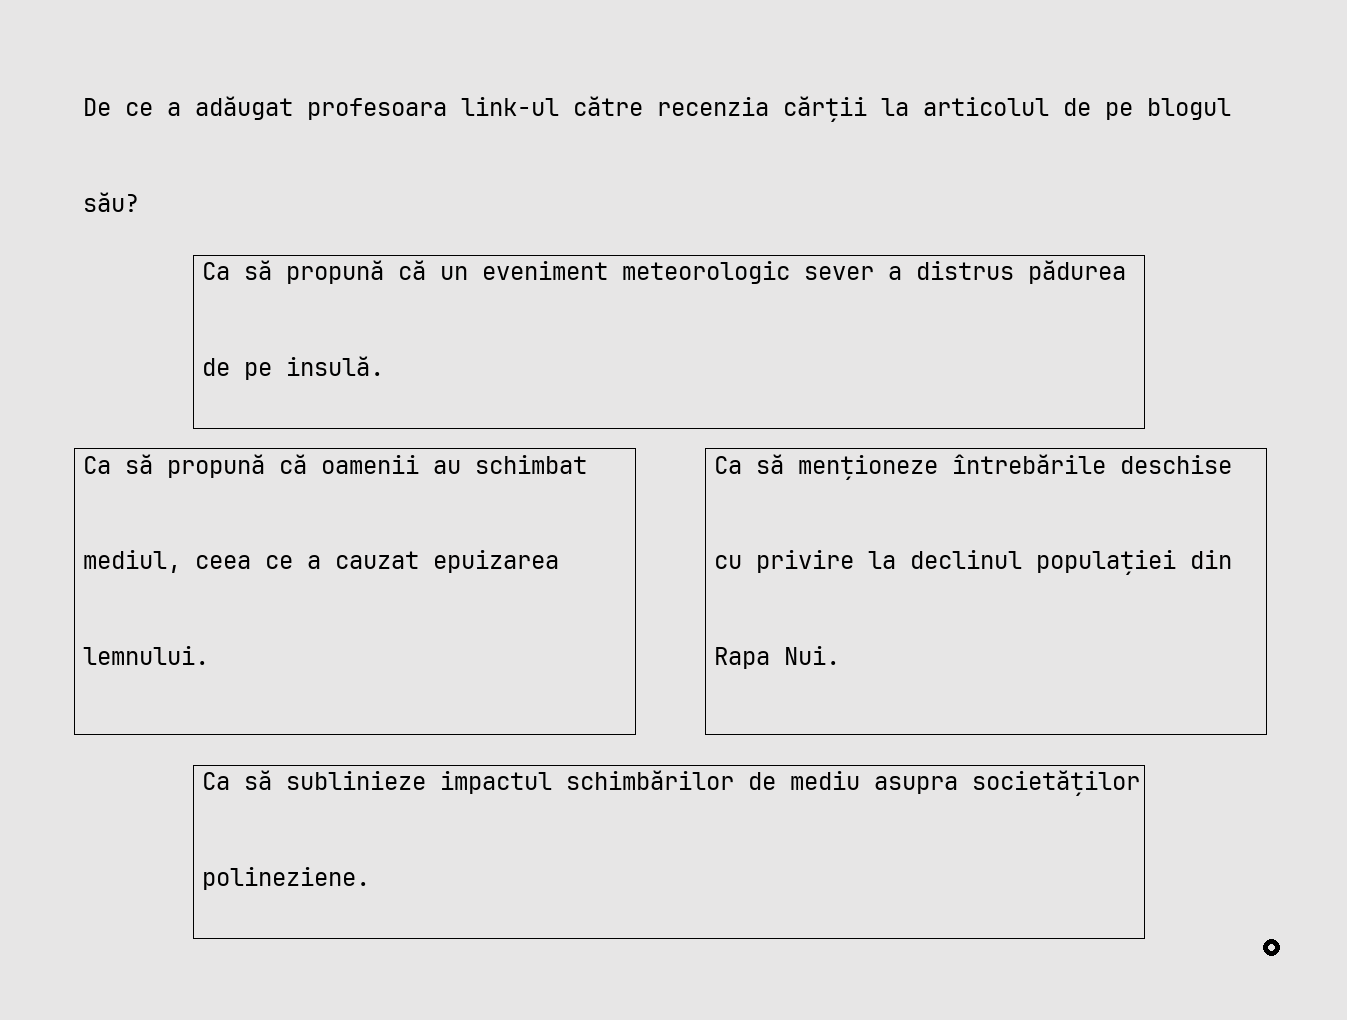 De ce a adăugat profesoara link-ul către recenzia cărții la articolul de pe blogul
său?
Ca să propună că un eveniment meteorologic sever a distrus pădurea
de pe insulă.
Ca să propună că oamenii au schimbat
mediul, ceea ce a cauzat epuizarea
lemnului.
Ca să menționeze întrebările deschise
cu privire la declinul populației din
Rapa Nui.
Ca să sublinieze impactul schimbărilor de mediu asupra societăților
polineziene.